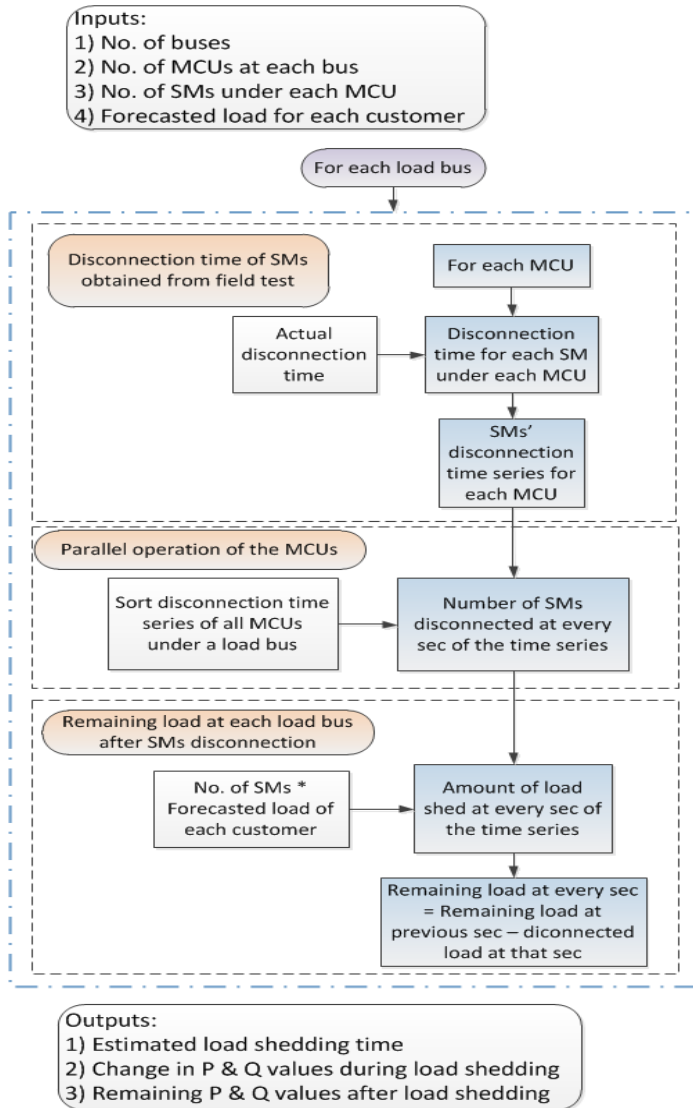 Inputs:
1) No. of buses
2) No. of MCUs at each bus
3) No. of SMs under each MCU
4) Forecasted load for each customer
For each load bus
Disconnection time of SMs
obtained from field test
For each MCU
Actual
disconnection
time
Disconnection
time for each SM
under each MCU
SMs’
disconnection
time series for
each MCU
Parallel operation of the MCUs
Sort disconnection time
series of all MCUs
under a load bus
Number of SMs
disconnected at every
sec of the time series
Remaining load at each load bus
after SMs disconnection
No. of SMs *
Forecasted load of
each customer
Amount of load
shed at every sec of
the time series
Remaining load at every sec
= Remaining load at
previous sec – diconnected
load at that sec
Outputs:
1) Estimated load shedding time
2) Change in P & Q values during load shedding
3) Remaining P & Q values after load shedding